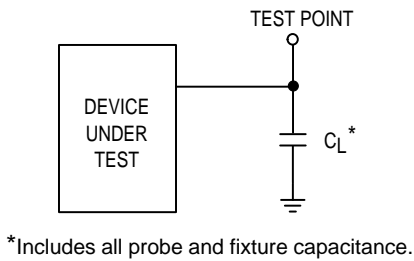 TEST POINT
DEVICE
UNDER
TEST
CL*
*Includes all probe and fixture capacitance.